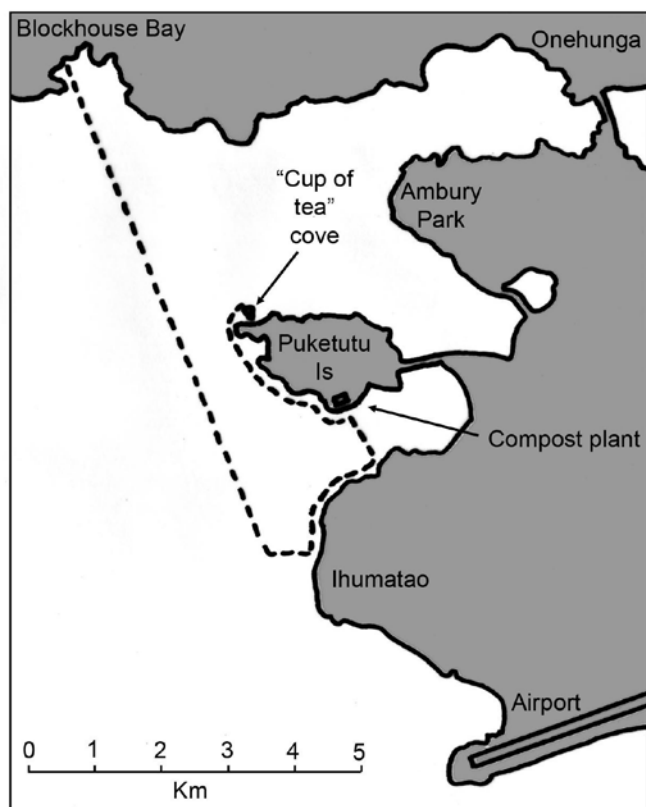 Blockhouse Bay
Onehunga
“Cup of
tea”
cove
Ambury
Park
Puketutu
Is
Compost plant
Ihumatao
Airport
0 1 2 3 4 5
Km